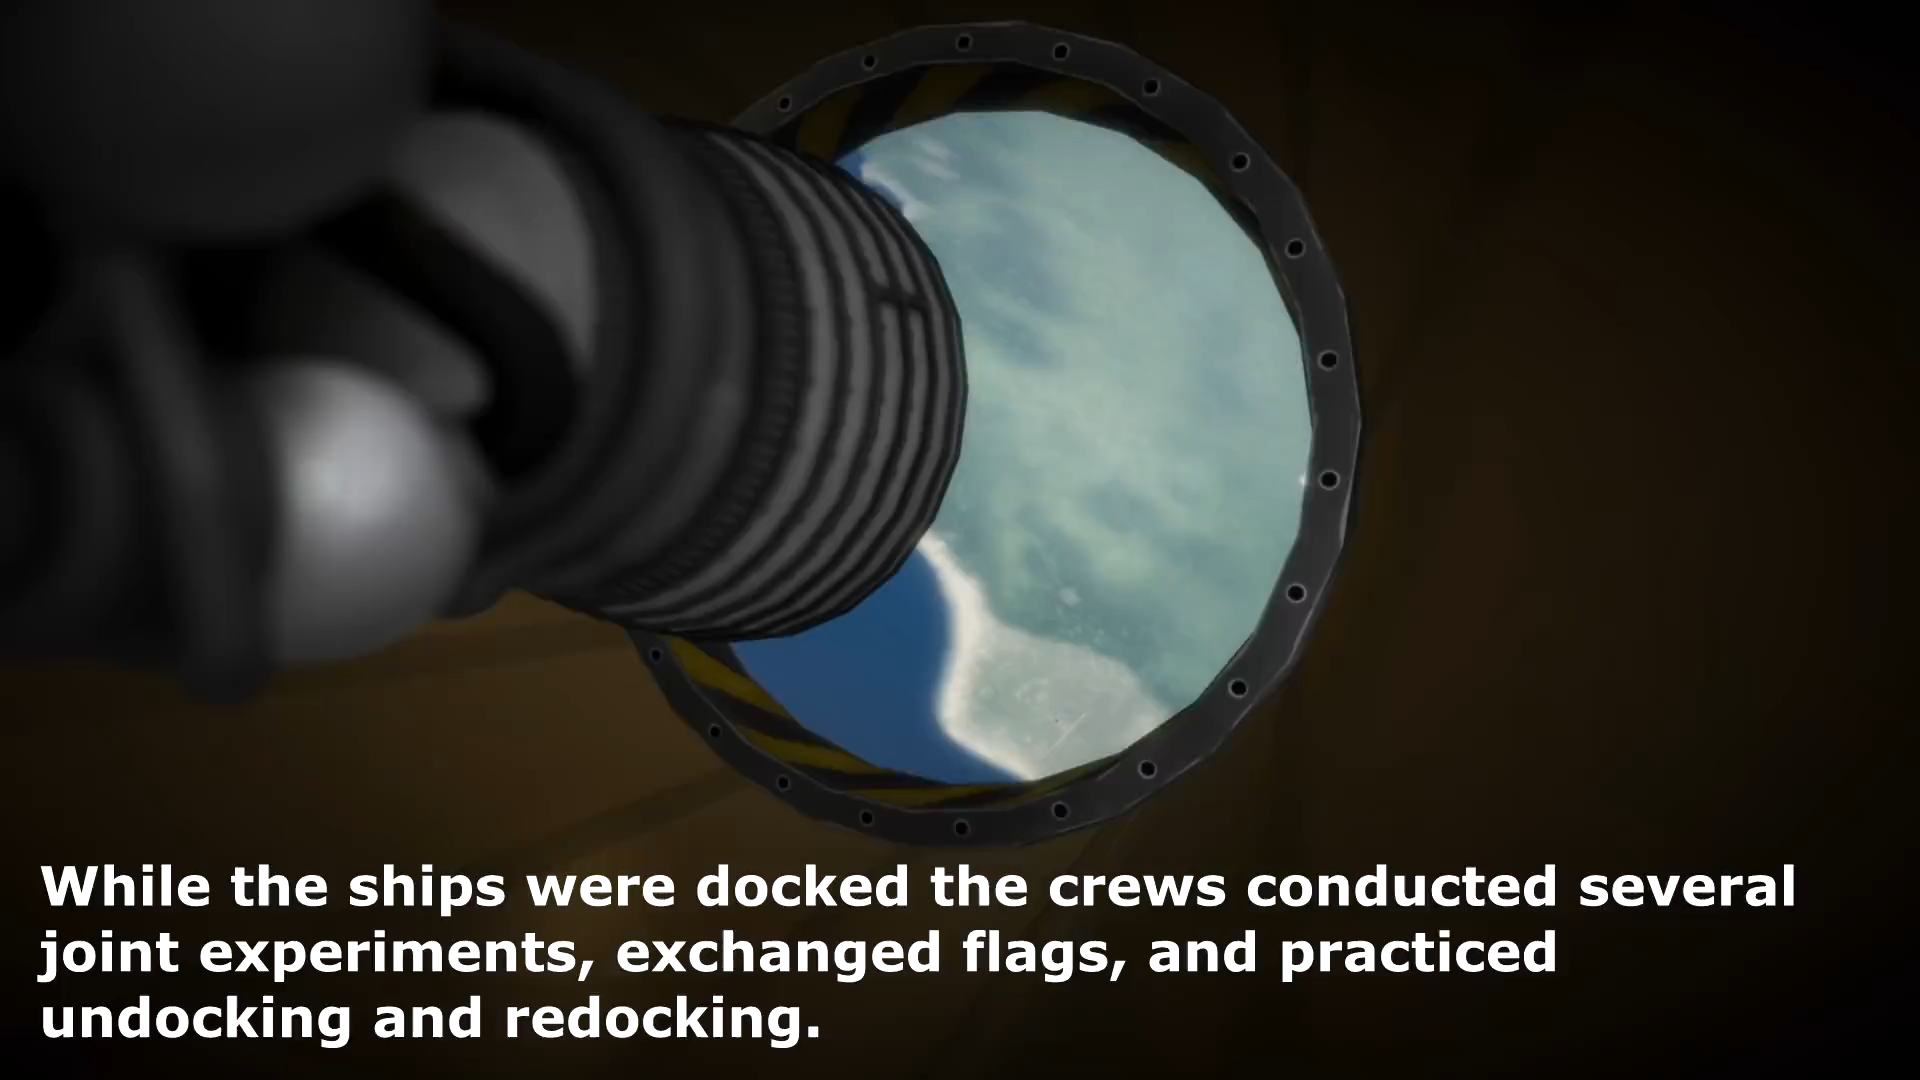 While the ships were docked the crews conducted several
joint experiments, exchanged flags, and practiced
undocking and redocking.